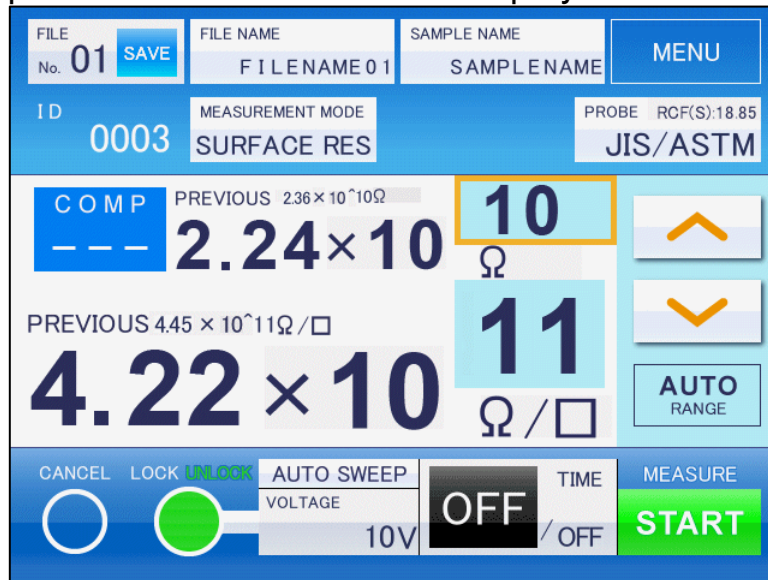 FILE
No. 01 SAVE
FILE NAME
FILENAME01
SAMPLE NAME
SAMPLENAME
MENU
ID
0003
MEASUREMENT MODE
SURFACE RES
PROBE RCF(S):18.85
JIS/ASTM
COMP
---
PREVIOUS 2.36×10^10Ω
2.24×10 10
Ω
PREVIOUS 4.45 × 10^11Ω/□
4.22×10 11
Ω/□
AUTO
RANGE
CANCEL
LOCK UNLOCK
AUTO SWEEP
VOLTAGE
10V
OFF
TIME
/OFF
MEASURE
START